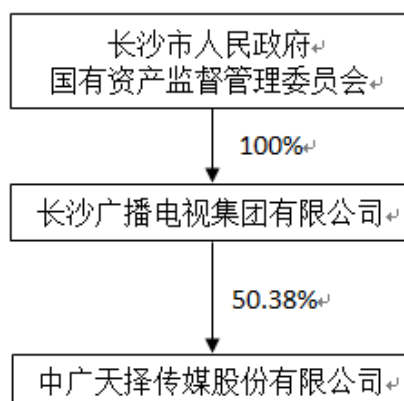 长沙市人民政府
国有资产监督管理委员会
100%
长沙广播电视集团有限公司
50.38%
中广天择传媒股份有限公司